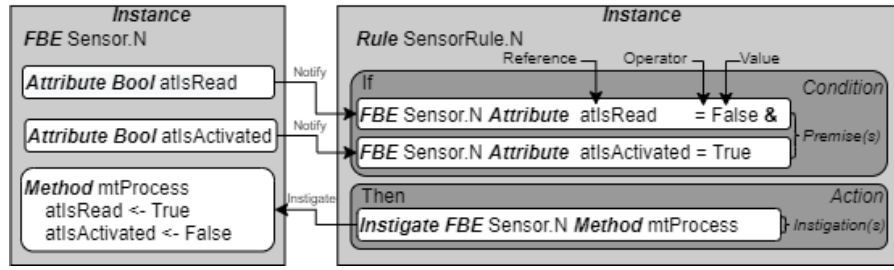 Instance
FBE Sensor.N
Attribute Bool atIsRead
Attribute Bool atIsActivated
Method mtProcess
atIsRead <- True
atIsActivated <- False
Notify
Notify
Instigate
Instance
Rule SensorRule.N
Reference Operator Value
If
Condition
FBE Sensor.N Attribute atIsRead = False &
Premise(s)
FBE Sensor.N Attribute atIsActivated = True
Then
Action
Instigate FBE Sensor.N Method mtProcess
Instigation(s)